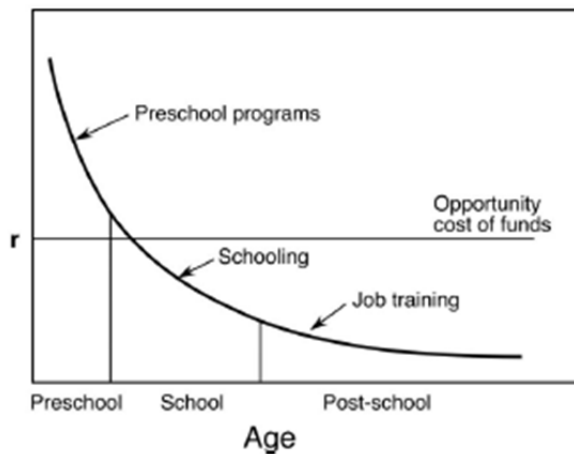 Preschool programs
Opportunity
cost of funds
r
Schooling
Job training
Preschool
School
Post-school
Age